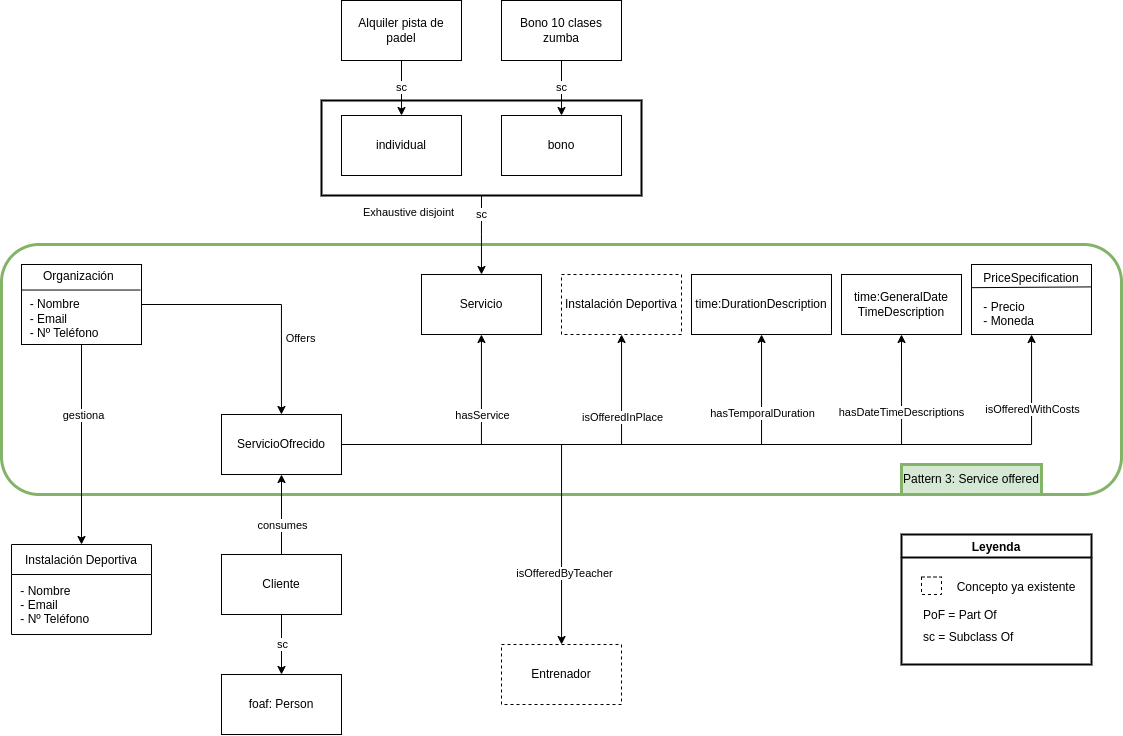 Alquiler pista de
padel
Bono 10 clases
zumba
sc
sc
individual
bono
Exhaustive disjoint
sc
Organización
- Nombre
- Email
- Nº Teléfono
Servicio
Instalación Deportiva
time:DurationDescription
time:GeneralDate
TimeDescription
PriceSpecification
- Precio
- Moneda
Offers
gestiona
hasService
isOfferedInPlace
hasTemporalDuration
hasDateTimeDescriptions
isOfferedWithCosts
ServicioOfrecido
Pattern 3: Service offered
consumes
Instalación Deportiva
- Nombre
- Email
- Nº Teléfono
Cliente
isOfferedByTeacher
sc
foaf: Person
Entrenador
Leyenda
Concepto ya existente
PoF = Part Of
sc = Subclass Of